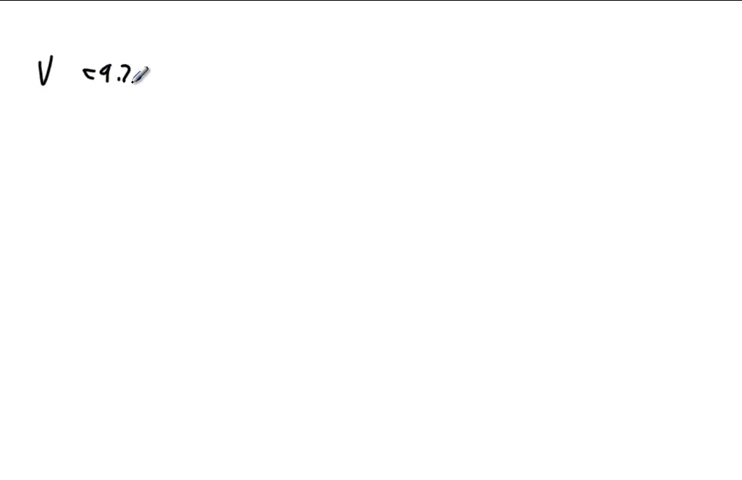 V = 9.7